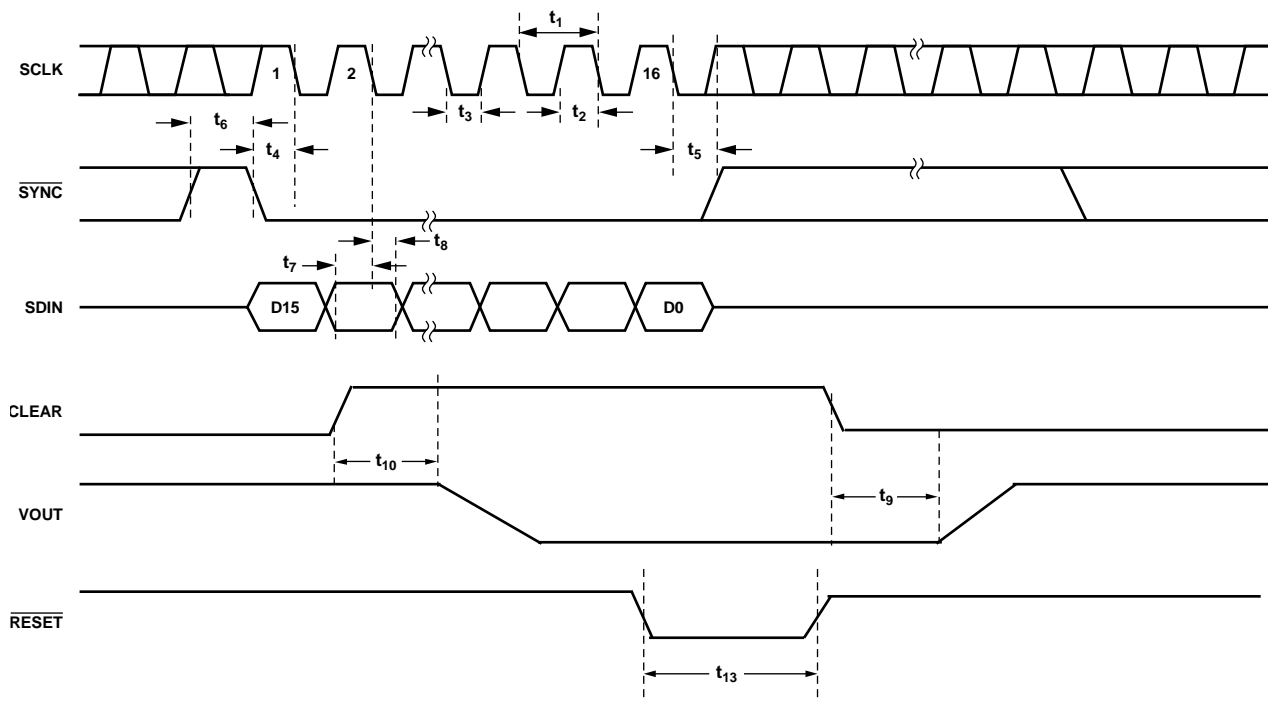 t1
SCLK
1
2
16
t3
t2
t6
t4
t5
SYNC
t8
t7
SDIN
D15
D0
CLEAR
t10
t9
VOUT
RESET
t13